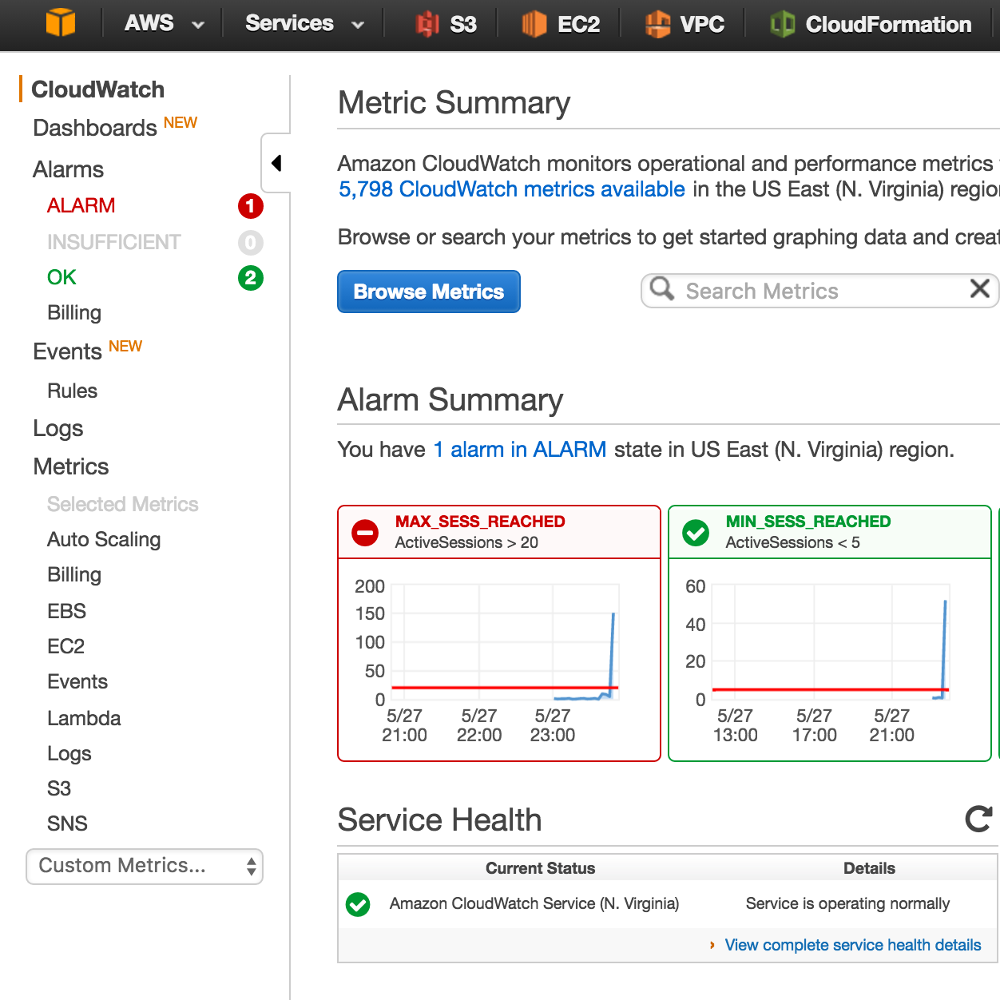 AWS Services S3 EC2 VPC CloudFormation
CloudWatch
Dashboards NEW
Alarms
ALARM 1
INSUFFICIENT 0
OK 2
Billing
Events NEW
Rules
Logs
Metrics
Selected Metrics
Auto Scaling
Billing
EBS
EC2
Events
Lambda
Logs
S3
SNS
Custom Metrics...
Metric Summary
Amazon CloudWatch monitors operational and performance metrics
5,798 CloudWatch metrics available in the US East (N. Virginia)
Browse or search your metrics to get started graphing data and
Browse Metrics
Search Metrics
Alarm Summary
You have 1 alarm in ALARM state in US East (N. Virginia) region.
MAX_SESS_REACHED
ActiveSessions > 20
200
150
100
50
0
5/27 5/27 5/27
21:00 22:00 23:00
MIN_SESS_REACHED
ActiveSessions < 5
60
40
20
0
5/27 5/27 5/27
13:00 17:00 21:00
Service Health
Current Status Details
Amazon CloudWatch Service (N. Virginia) Service is operating normally
View complete service health details